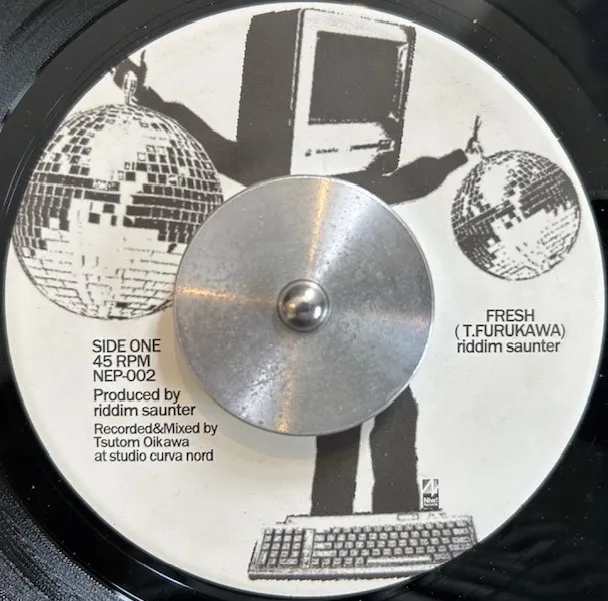 SIDE ONE
45 RPM
NEP-002
Produced by
riddim saunter
Recorded&Mixed by
Tsutom Oikawa
at studio curva nord
FRESH
( T.FURUKAWA)
riddim saunter